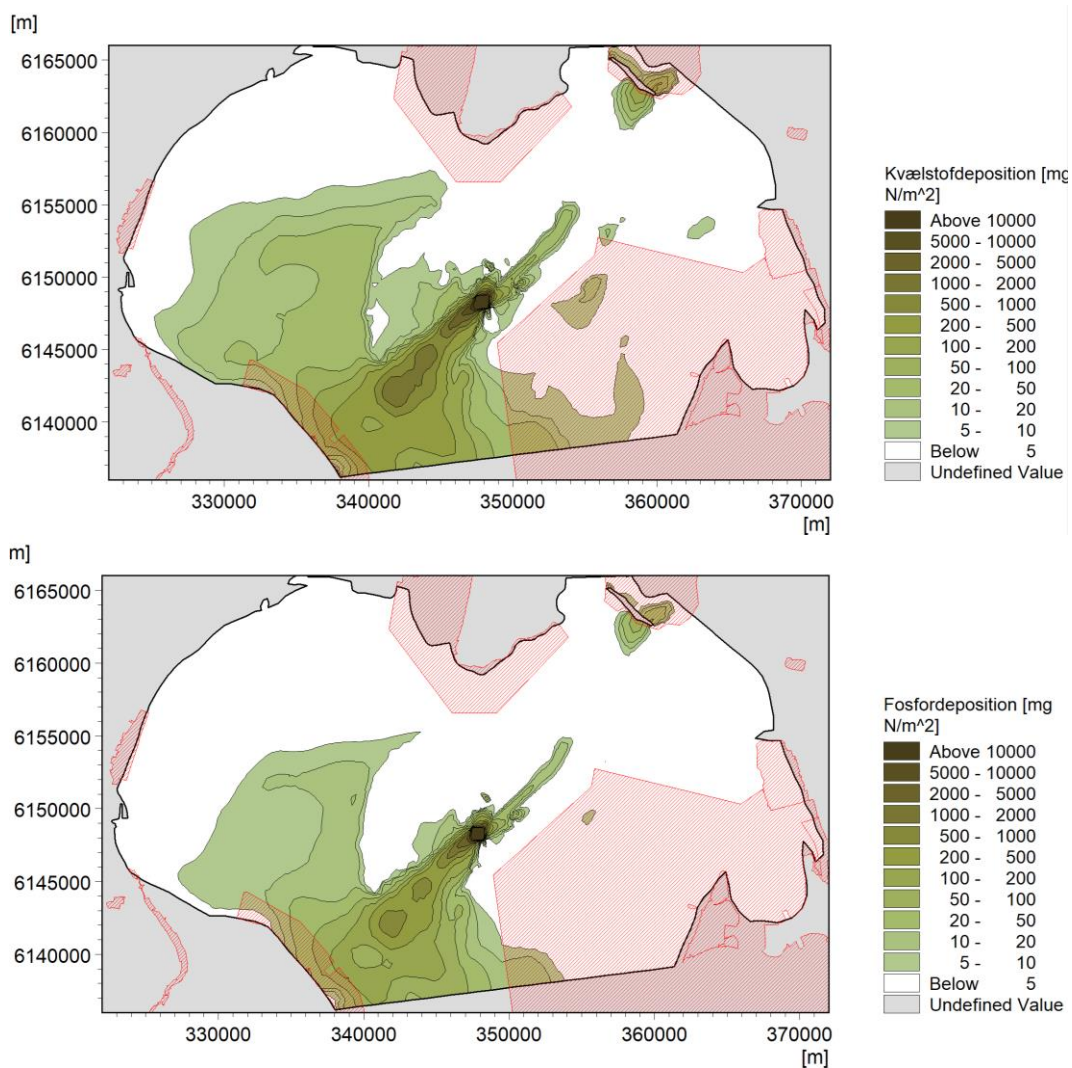 [m]
6165000
6160000
6155000
6150000
6145000
6140000
330000 340000 350000 360000 370000
[m]
Kvælstofdeposition [mg
N/m^2]
Above 10000
5000 - 10000
2000 - 5000
1000 - 2000
500 - 1000
200 - 500
100 - 200
50 - 100
20 - 50
10 - 20
5 - 10
Below 5
Undefined Value
m]
6165000
6160000
6155000
6150000
6145000
6140000
330000 340000 350000 360000 370000
[m]
Fosfordeposition [mg
N/m^2]
Above 10000
5000 - 10000
2000 - 5000
1000 - 2000
500 - 1000
200 - 500
100 - 200
50 - 100
20 - 50
10 - 20
5 - 10
Below 5
Undefined Value